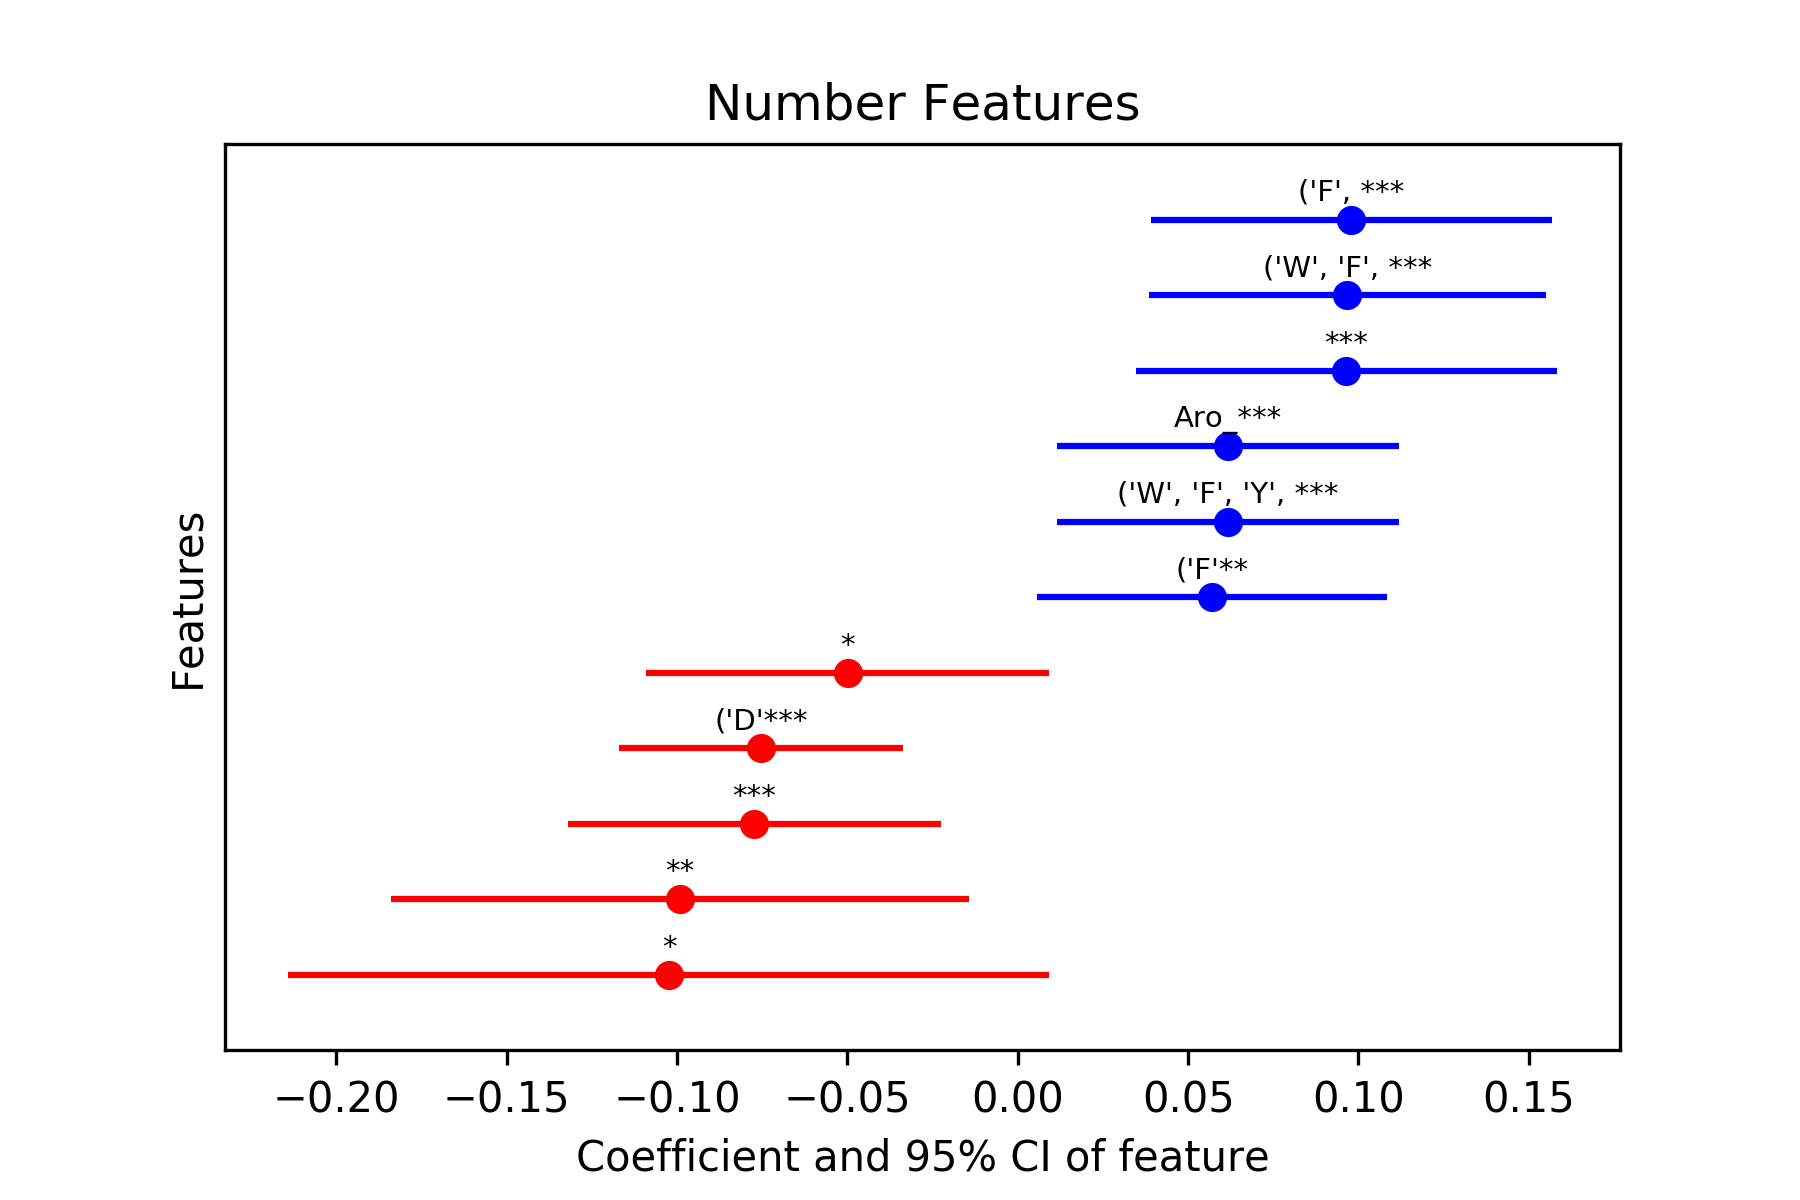 Number Features
('F', ***
('W', 'F', ***
***
Aro_***
('W', 'F', 'Y', ***
('F'**
*
('D'***
***
**
*
Features
−0.20 −0.15 −0.10 −0.05 0.00 0.05 0.10 0.15
Coefficient and 95% CI of feature